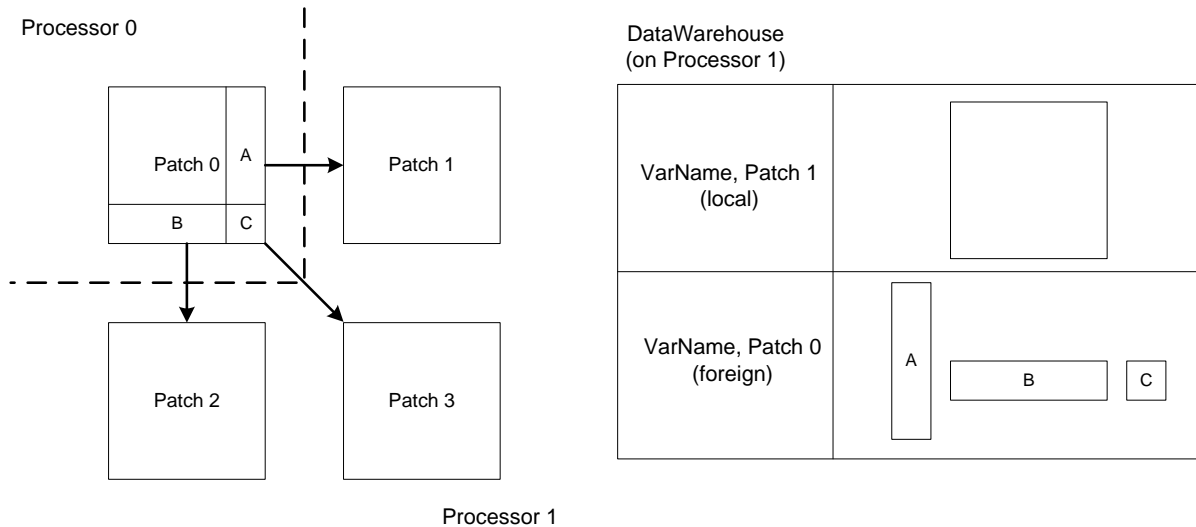 Processor 0
Patch 0
A
B
C
Patch 1
Patch 2
Patch 3
Processor 1
DataWarehouse
(on Processor 1)
VarName, Patch 1
(local)
VarName, Patch 0
(foreign)
A
B
C